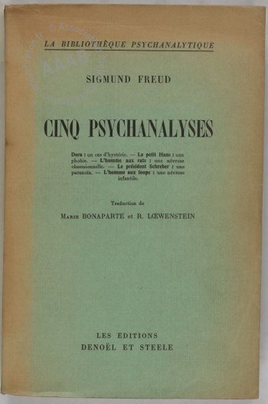 LA BIBLIOTHÈQUE PSYCHANALYTIQUE
SIGMUND FREUD
CINQ PSYCHANALYSES
Dora : un cas d'hystérie. — Le petit Hans : une
phobie. — L'homme aux rats : une névrose
obsessionnelle. — Le président Schreber : une
paranoïa. — L'homme aux loups : une névrose
infantile.
Traduction de
MARIE BONAPARTE et R. LŒWENSTEIN
LES EDITIONS
DENOËL ET STEELE